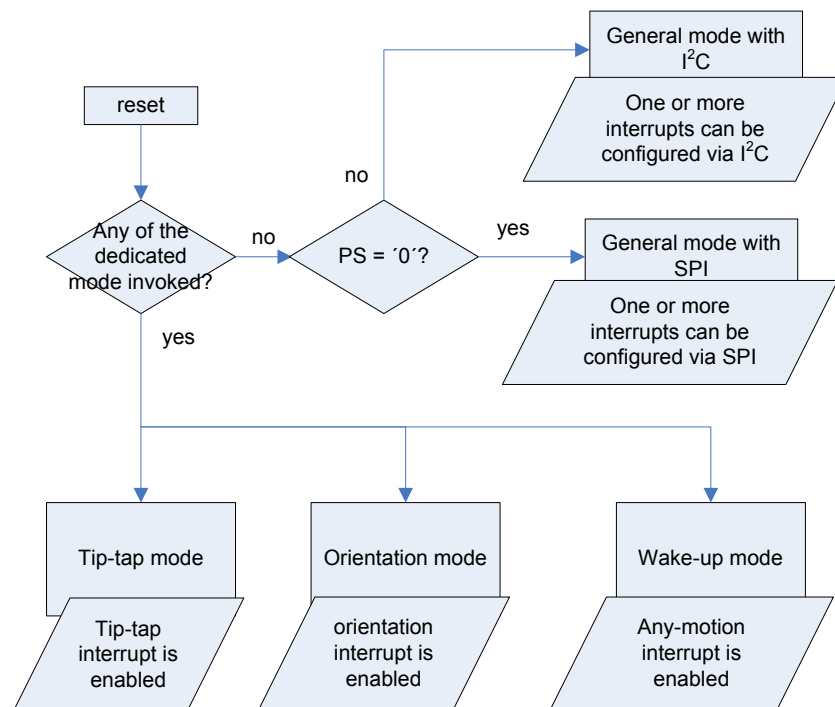 General mode with
I²C
reset
One or more
interrupts can be
configured via I²C
no
Any of the
dedicated
mode invoked?
no
PS = ´0´?
yes
General mode with
SPI
One or more
interrupts can be
configured via SPI
yes
Tip-tap mode
Orientation mode
Wake-up mode
Tip-tap
interrupt is
enabled
orientation
interrupt is
enabled
Any-motion
interrupt is
enabled